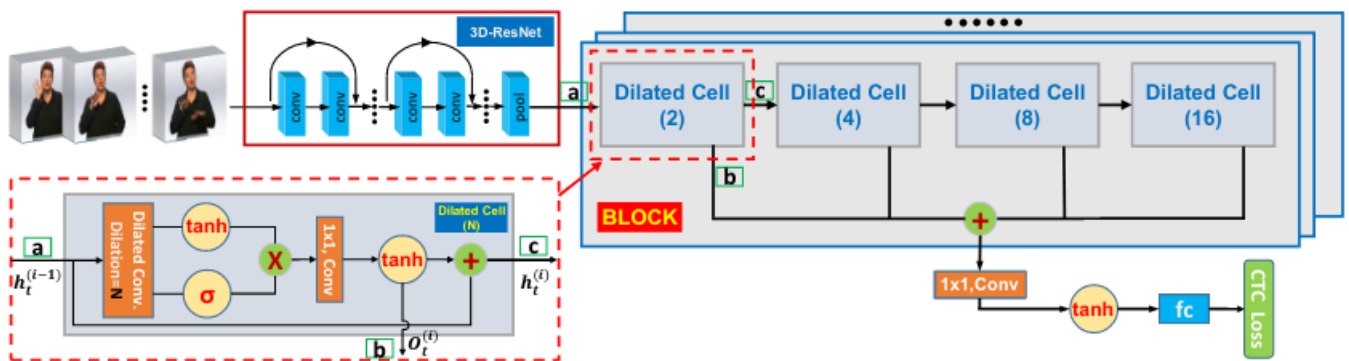 3D-ResNet
conv
conv
conv
conv
pool
a
Dilated Cell
(2)
c
Dilated Cell
(4)
Dilated Cell
(8)
Dilated Cell
(16)
b
BLOCK
+
1x1,Conv
tanh
fc
CTC Loss
Dilated Cell
(N)
a
h_t^{(i-1)}
Dilated Conv.
Dilation=N
tanh
σ
X
1x1, Conv
tanh
+
c
h_t^{(i)}
b
O_t^{(i)}